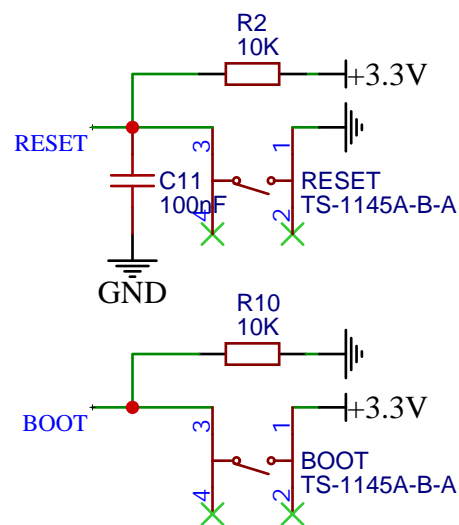 R2
10K
+3.3V
RESET
3
1
C11
100nF
RESET
TS-1145A-B-A
4
2
GND
R10
10K
+3.3V
BOOT
3
1
BOOT
TS-1145A-B-A
4
2